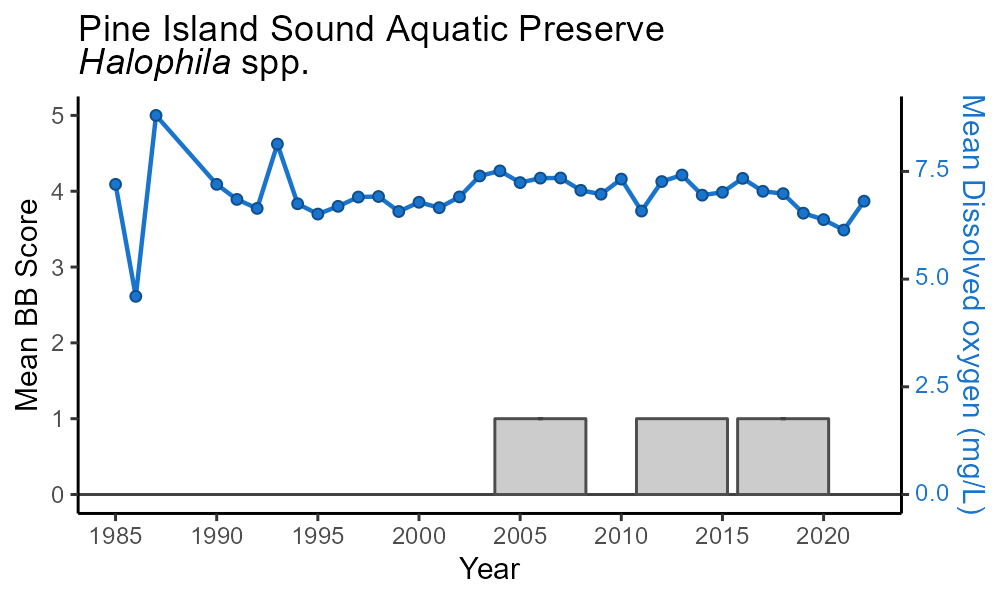 Pine Island Sound Aquatic Preserve
Halophila spp.
Mean BB Score
5
4
3
2
1
0
7.5
5.0
2.5
0.0
Mean Dissolved oxygen (mg/L)
1985 1990 1995 2000 2005 2010 2015 2020
Year